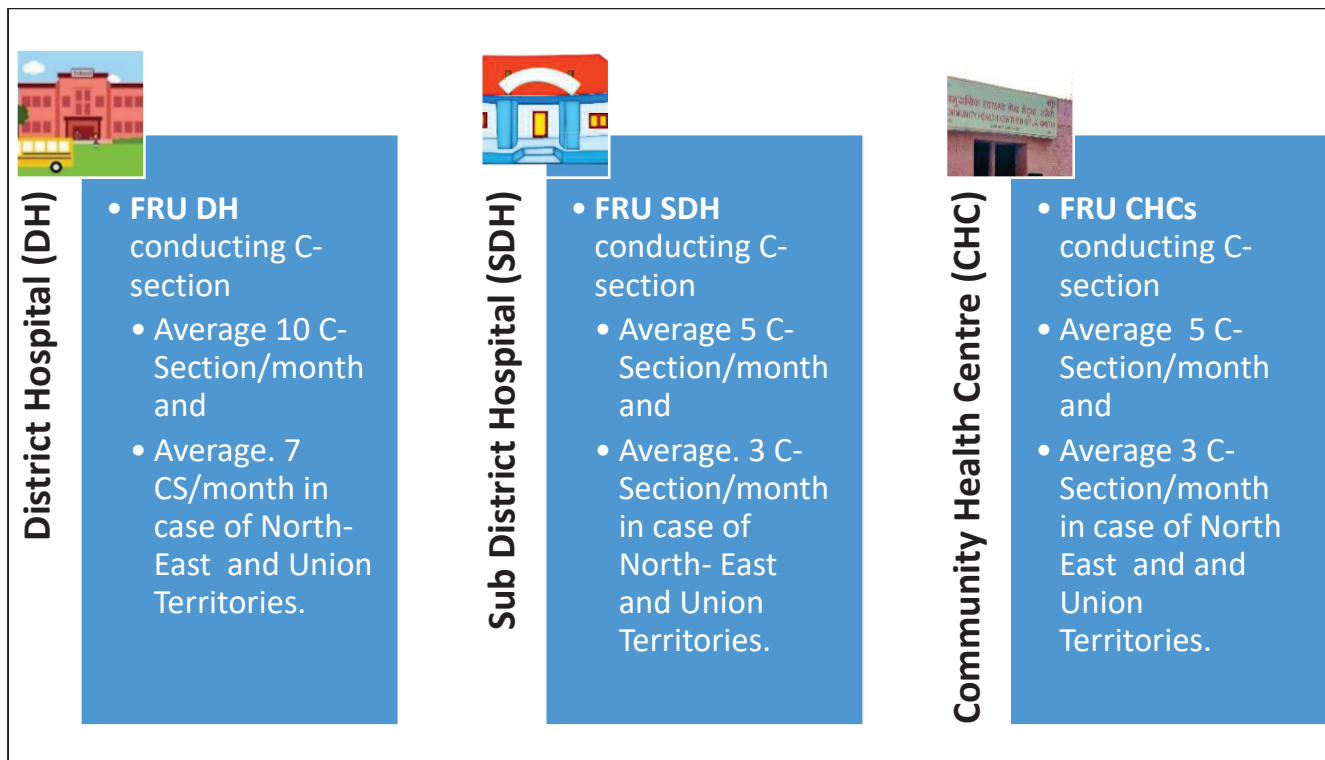 District Hospital (DH)
• FRU DH
conducting C-
section
• Average 10 C-
Section/month
and
• Average. 7
CS/month in
case of North-
East and Union
Territories.
Sub District Hospital (SDH)
• FRU SDH
conducting C-
section
• Average 5 C-
Section/month
and
• Average. 3 C-
Section/month
in case of
North- East
and Union
Territories.
Community Health Centre (CHC)
• FRU CHCs
conducting C-
section
• Average 5 C-
Section/month
and
• Average 3 C-
Section/month
in case of North
East and and
Union
Territories.